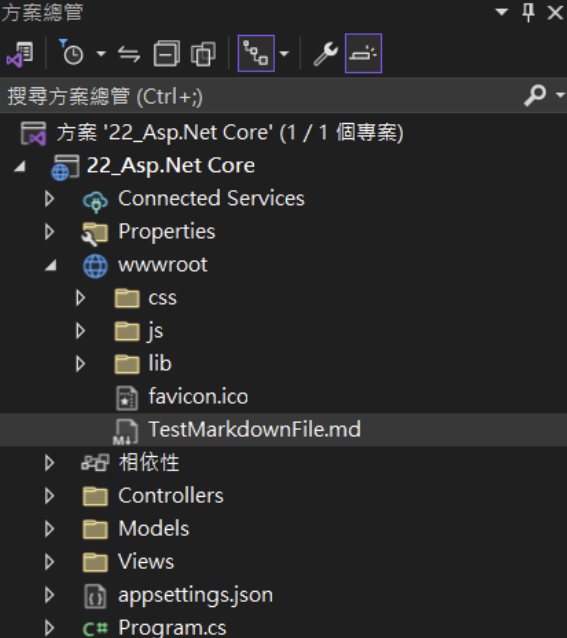 方案總管
搜尋方案總管 (Ctrl+;)
方案 '22_Asp.Net Core' (1 / 1 個專案)
22_Asp.Net Core
Connected Services
Properties
wwwroot
css
js
lib
favicon.ico
TestMarkdownFile.md
相依性
Controllers
Models
Views
appsettings.json
C# Program.cs